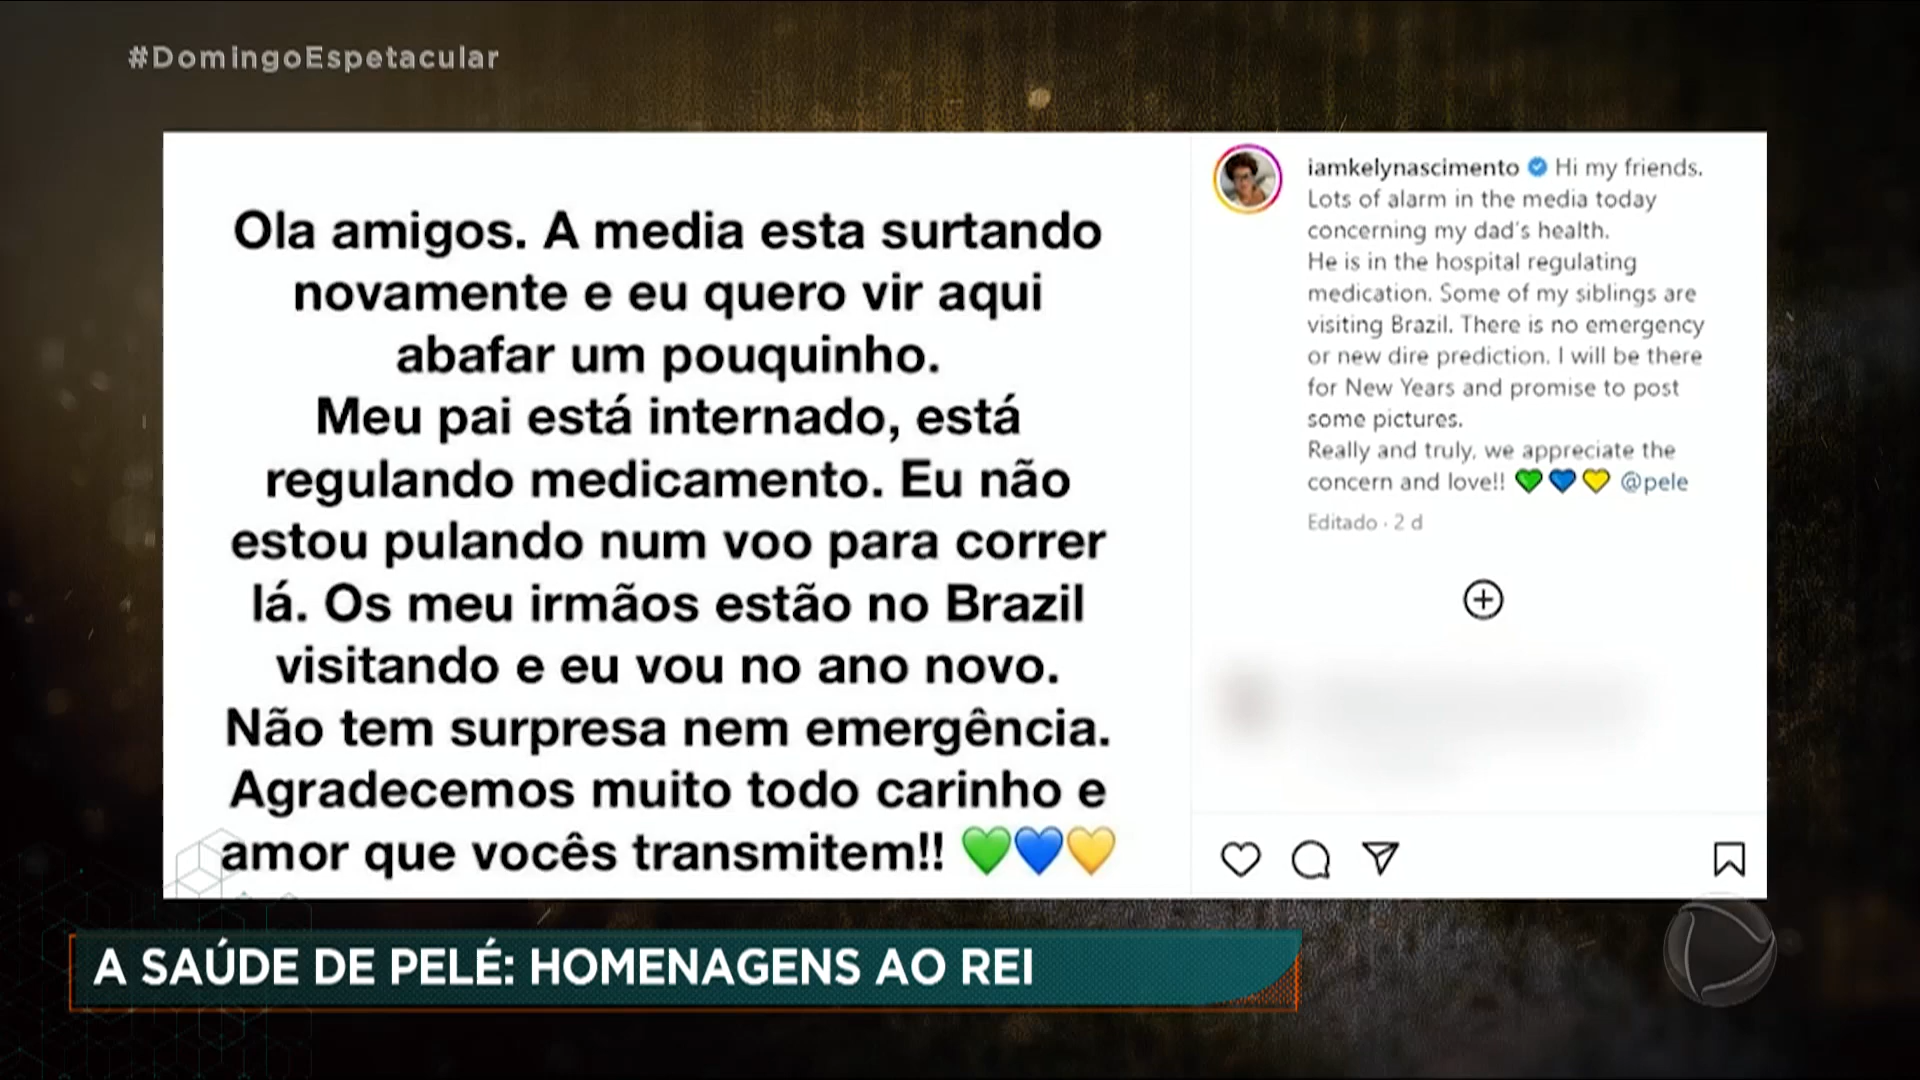 #DomingoEspetacular
Ola amigos. A media esta surtando
novamente e eu quero vir aqui
abafar um pouquinho.
Meu pai está internado, está
regulando medicamento. Eu não
estou pulando num voo para correr
lá. Os meu irmãos estão no Brazil
visitando e eu vou no ano novo.
Não tem surpresa nem emergência.
Agradecemos muito todo carinho e
amor que vocês transmitem!! 💚💙💛
iamkelynascimento Hi my friends.
Lots of alarm in the media today
concerning my dad's health.
He is in the hospital regulating
medication. Some of my siblings are
visiting Brazil. There is no emergency
or new dire prediction. I will be there
for New Years and promise to post
some pictures.
Really and truly, we appreciate the
concern and love!! 💚💙💛 @pele
Editado · 2 d
A SAÚDE DE PELÉ: HOMENAGENS AO REI